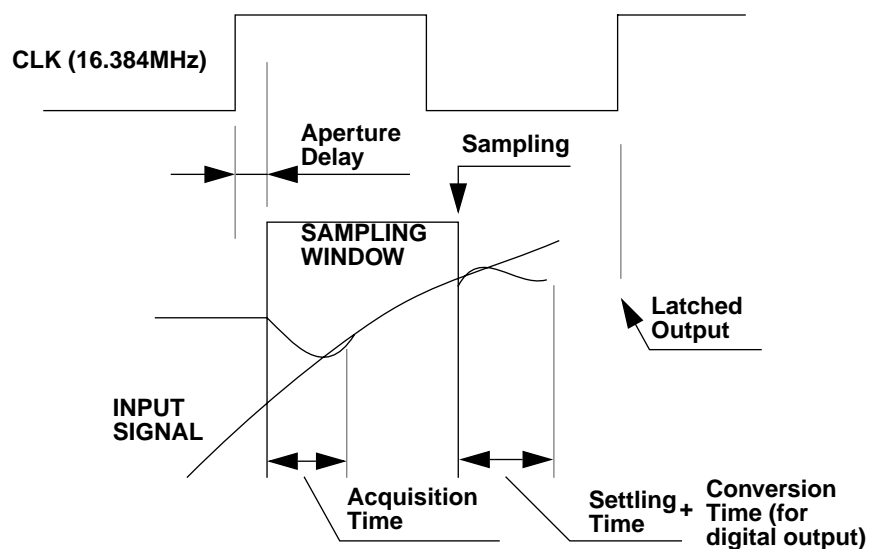 CLK (16.384MHz)
Aperture
Delay
Sampling
SAMPLING
WINDOW
Latched
Output
INPUT
SIGNAL
Acquisition
Time
Settling
Time
+
Conversion
Time (for
digital output)